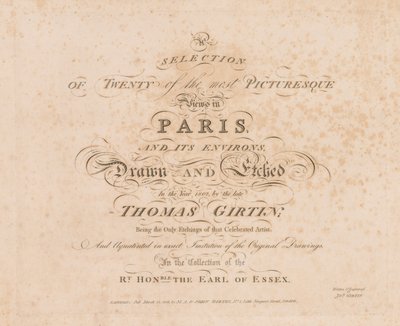 A
SELECTION
OF TWENTY of the most PICTURESQUE
Views in
PARIS,
AND ITS ENVIRONS,
Drawn AND Etched
In the Year 1802, by the late
THOMAS GIRTIN;
Being the Only Etchings of that Celebrated Artist.
And Aquatinted in exact Imitation of the Original Drawings.
In the Collection of the
RT. HONBLE. THE EARL OF ESSEX.
London